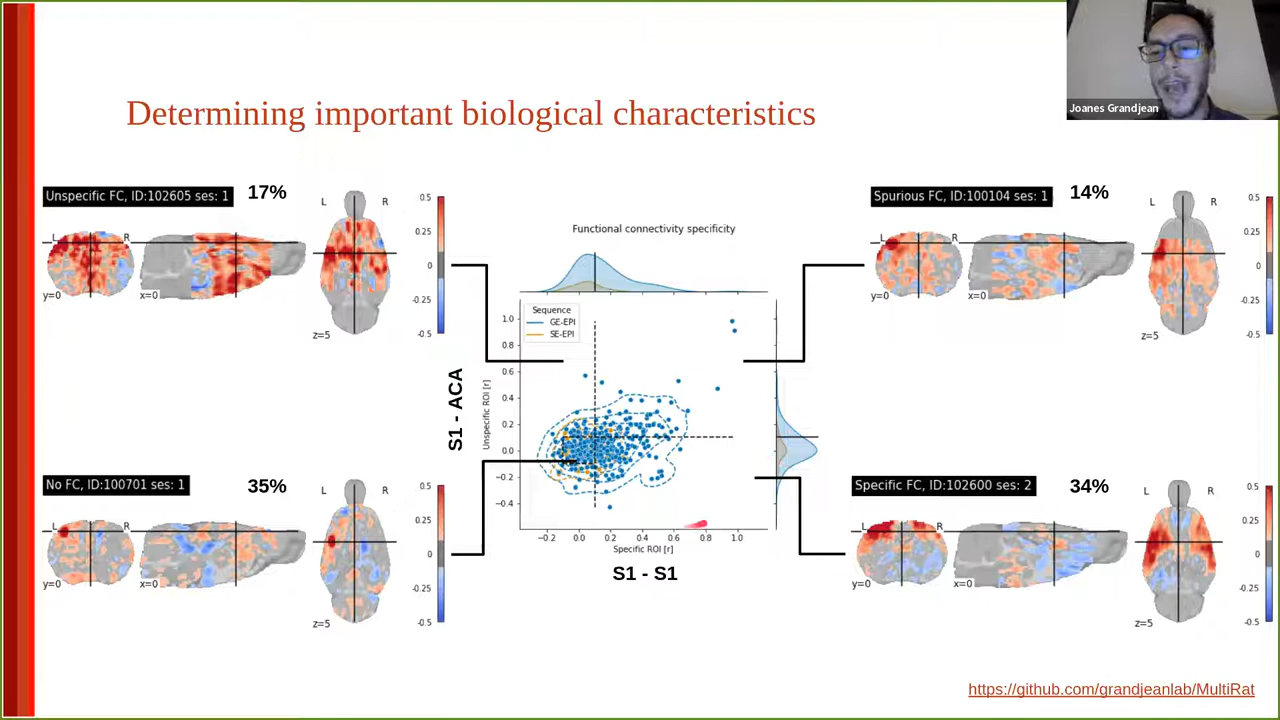 Joanes Grandjean
Determining important biological characteristics
Unspecific FC, ID:102605 ses: 1
17%
L
R
L
R
y=0
x=0
z=5
0.5
0.25
0
-0.25
-0.5
Spurious FC, ID:100104 ses: 1
14%
L
R
L
R
y=0
x=0
z=5
0.5
0.25
0
-0.25
-0.5
Functional connectivity specificity
Sequence
GE-EPI
SE-EPI
1.0
0.8
0.6
0.4
0.2
0.0
−0.2
−0.4
S1 - ACA
Unspecific ROI [r]
−0.2
0.0
0.2
0.4
0.6
0.8
1.0
Specific ROI [r]
S1 - S1
No FC, ID:100701 ses: 1
35%
L
R
L
R
y=0
x=0
z=5
0.5
0.25
0
-0.25
-0.5
Specific FC, ID:102600 ses: 2
34%
L
R
L
R
y=0
x=0
z=5
0.5
0.25
0
-0.25
-0.5
https://github.com/grandjeanlab/MultiRat